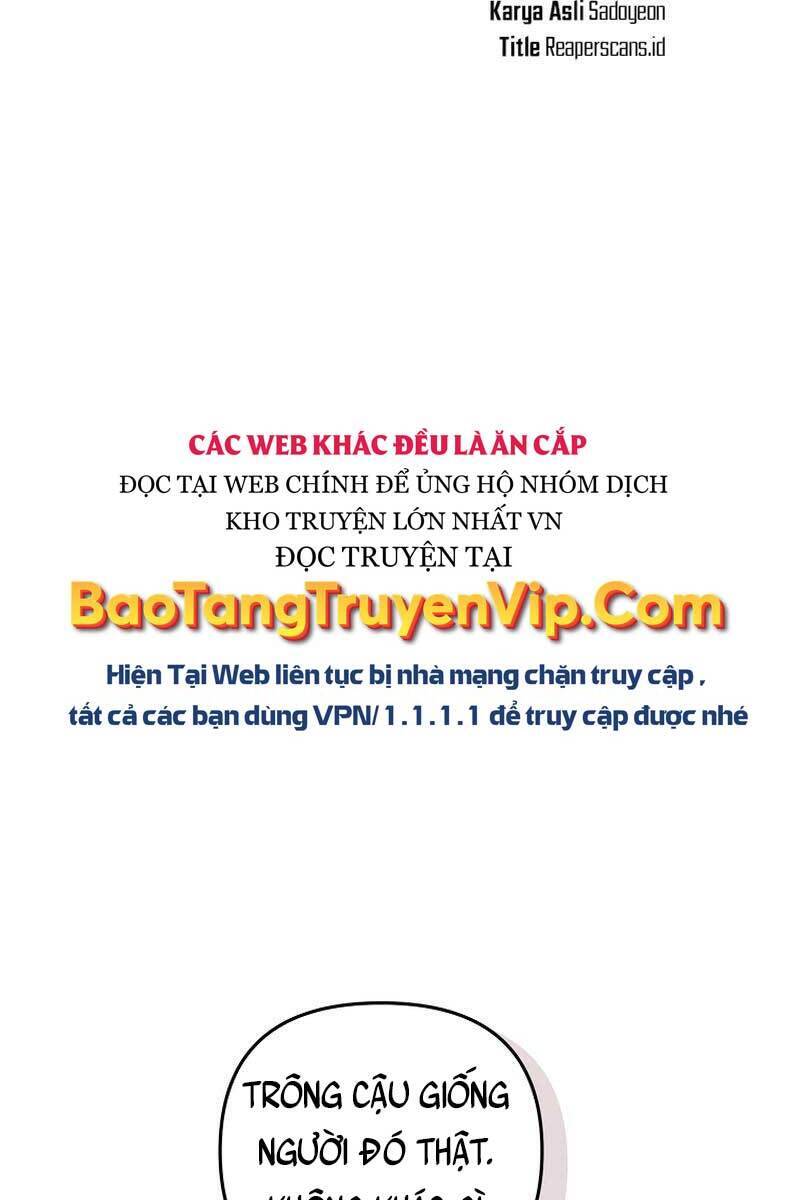 Karya Asli Sadoyeon
Title Reaperscans.id
CÁC WEB KHÁC ĐỀU LÀ ĂN CẮP
ĐỌC TẠI WEB CHÍNH ĐỂ ỦNG HỘ NHÓM DỊCH
KHO TRUYỆN LỚN NHẤT VN
ĐỌC TRUYỆN TẠI
BaoTangTruyenVip.Com
Hiện Tại Web liên tục bị nhà mạng chặn truy cập,
tất cả các bạn dùng VPN/ 1.1.1.1 để truy cập được nhé
TRÔNG CẬU GIỐNG
NGƯỜI ĐÓ THẬT.
KHÔNG KHÁC GÌ